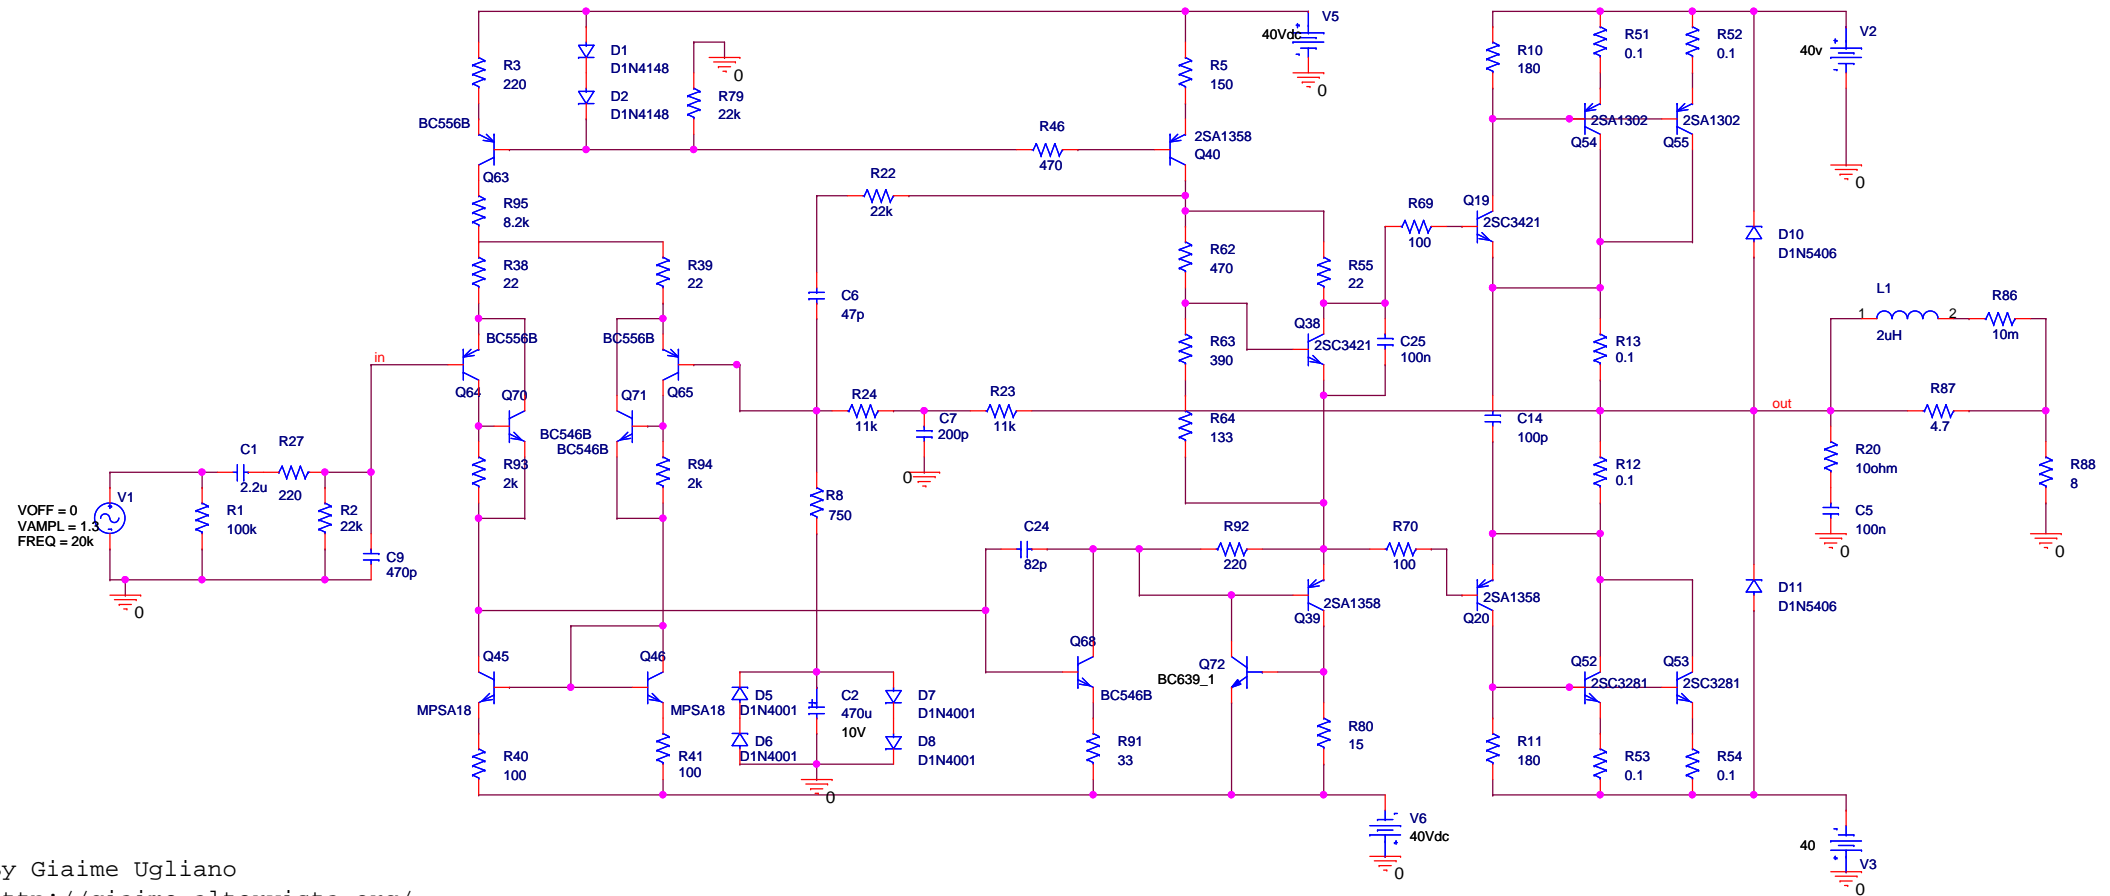 V5
40Vdc
0
R3
220
D1
D1N4148
D2
D1N4148
0
R79
22k
R5
150
BC556B
Q63
R46
470
2SA1358
Q40
R10
180
R51
0.1
R52
0.1
2SA1302
Q54
2SA1302
Q55
V2
40v
0
R95
8.2k
R22
22k
R69
100
Q19
2SC3421
R38
22
R39
22
C6
47p
R62
470
R55
22
D10
D1N5406
BC556B
Q64
BC556B
Q65
Q38
2SC3421
R63
390
C25
100n
R13
0.1
L1
1
2
2uH
R86
10m
in
Q70
BC546B
Q71
BC546B
R24
11k
C7
200p
0
R23
11k
R64
133
C14
100p
out
R87
4.7
R20
10ohm
C5
100n
0
R88
8
0
C1
2.2u
R27
220
V1
VOFF = 0
VAMPL = 1.3
FREQ = 20k
R1
100k
R2
22k
C9
470p
0
R93
2k
R94
2k
R8
750
R12
0.1
C24
82p
R92
220
R70
100
2SA1358
Q39
2SA1358
Q20
D11
D1N5406
Q45
MPSA18
Q46
MPSA18
Q68
BC546B
Q72
BC639_1
Q52
2SC3281
Q53
2SC3281
D5
D1N4001
D6
D1N4001
C2
470u
10V
D7
D1N4001
D8
D1N4001
0
R40
100
R41
100
R91
33
R80
15
R11
180
R53
0.1
R54
0.1
V6
40Vdc
0
40
V3
0
y Giaime Ugliano